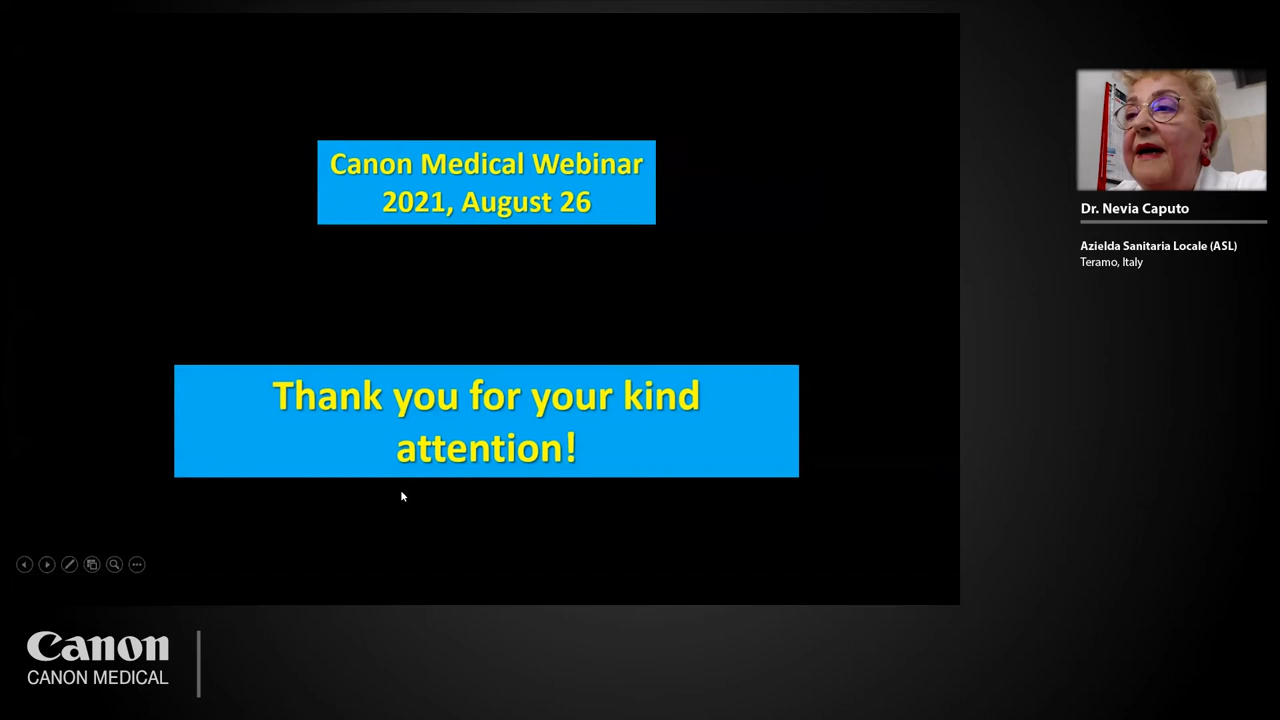 Canon Medical Webinar
2021, August 26
Thank you for your kind
attention!
Dr. Nevia Caputo
Azielda Sanitaria Locale (ASL)
Teramo, Italy
Canon
CANON MEDICAL